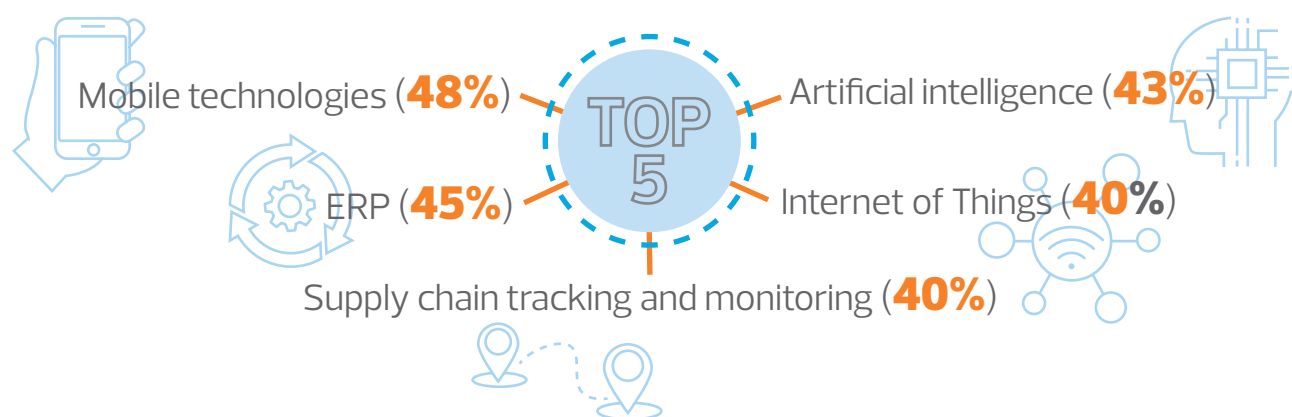 Mobile technologies (48%)
TOP
5
Artificial intelligence (43%)
ERP (45%)
Internet of Things (40%)
Supply chain tracking and monitoring (40%)